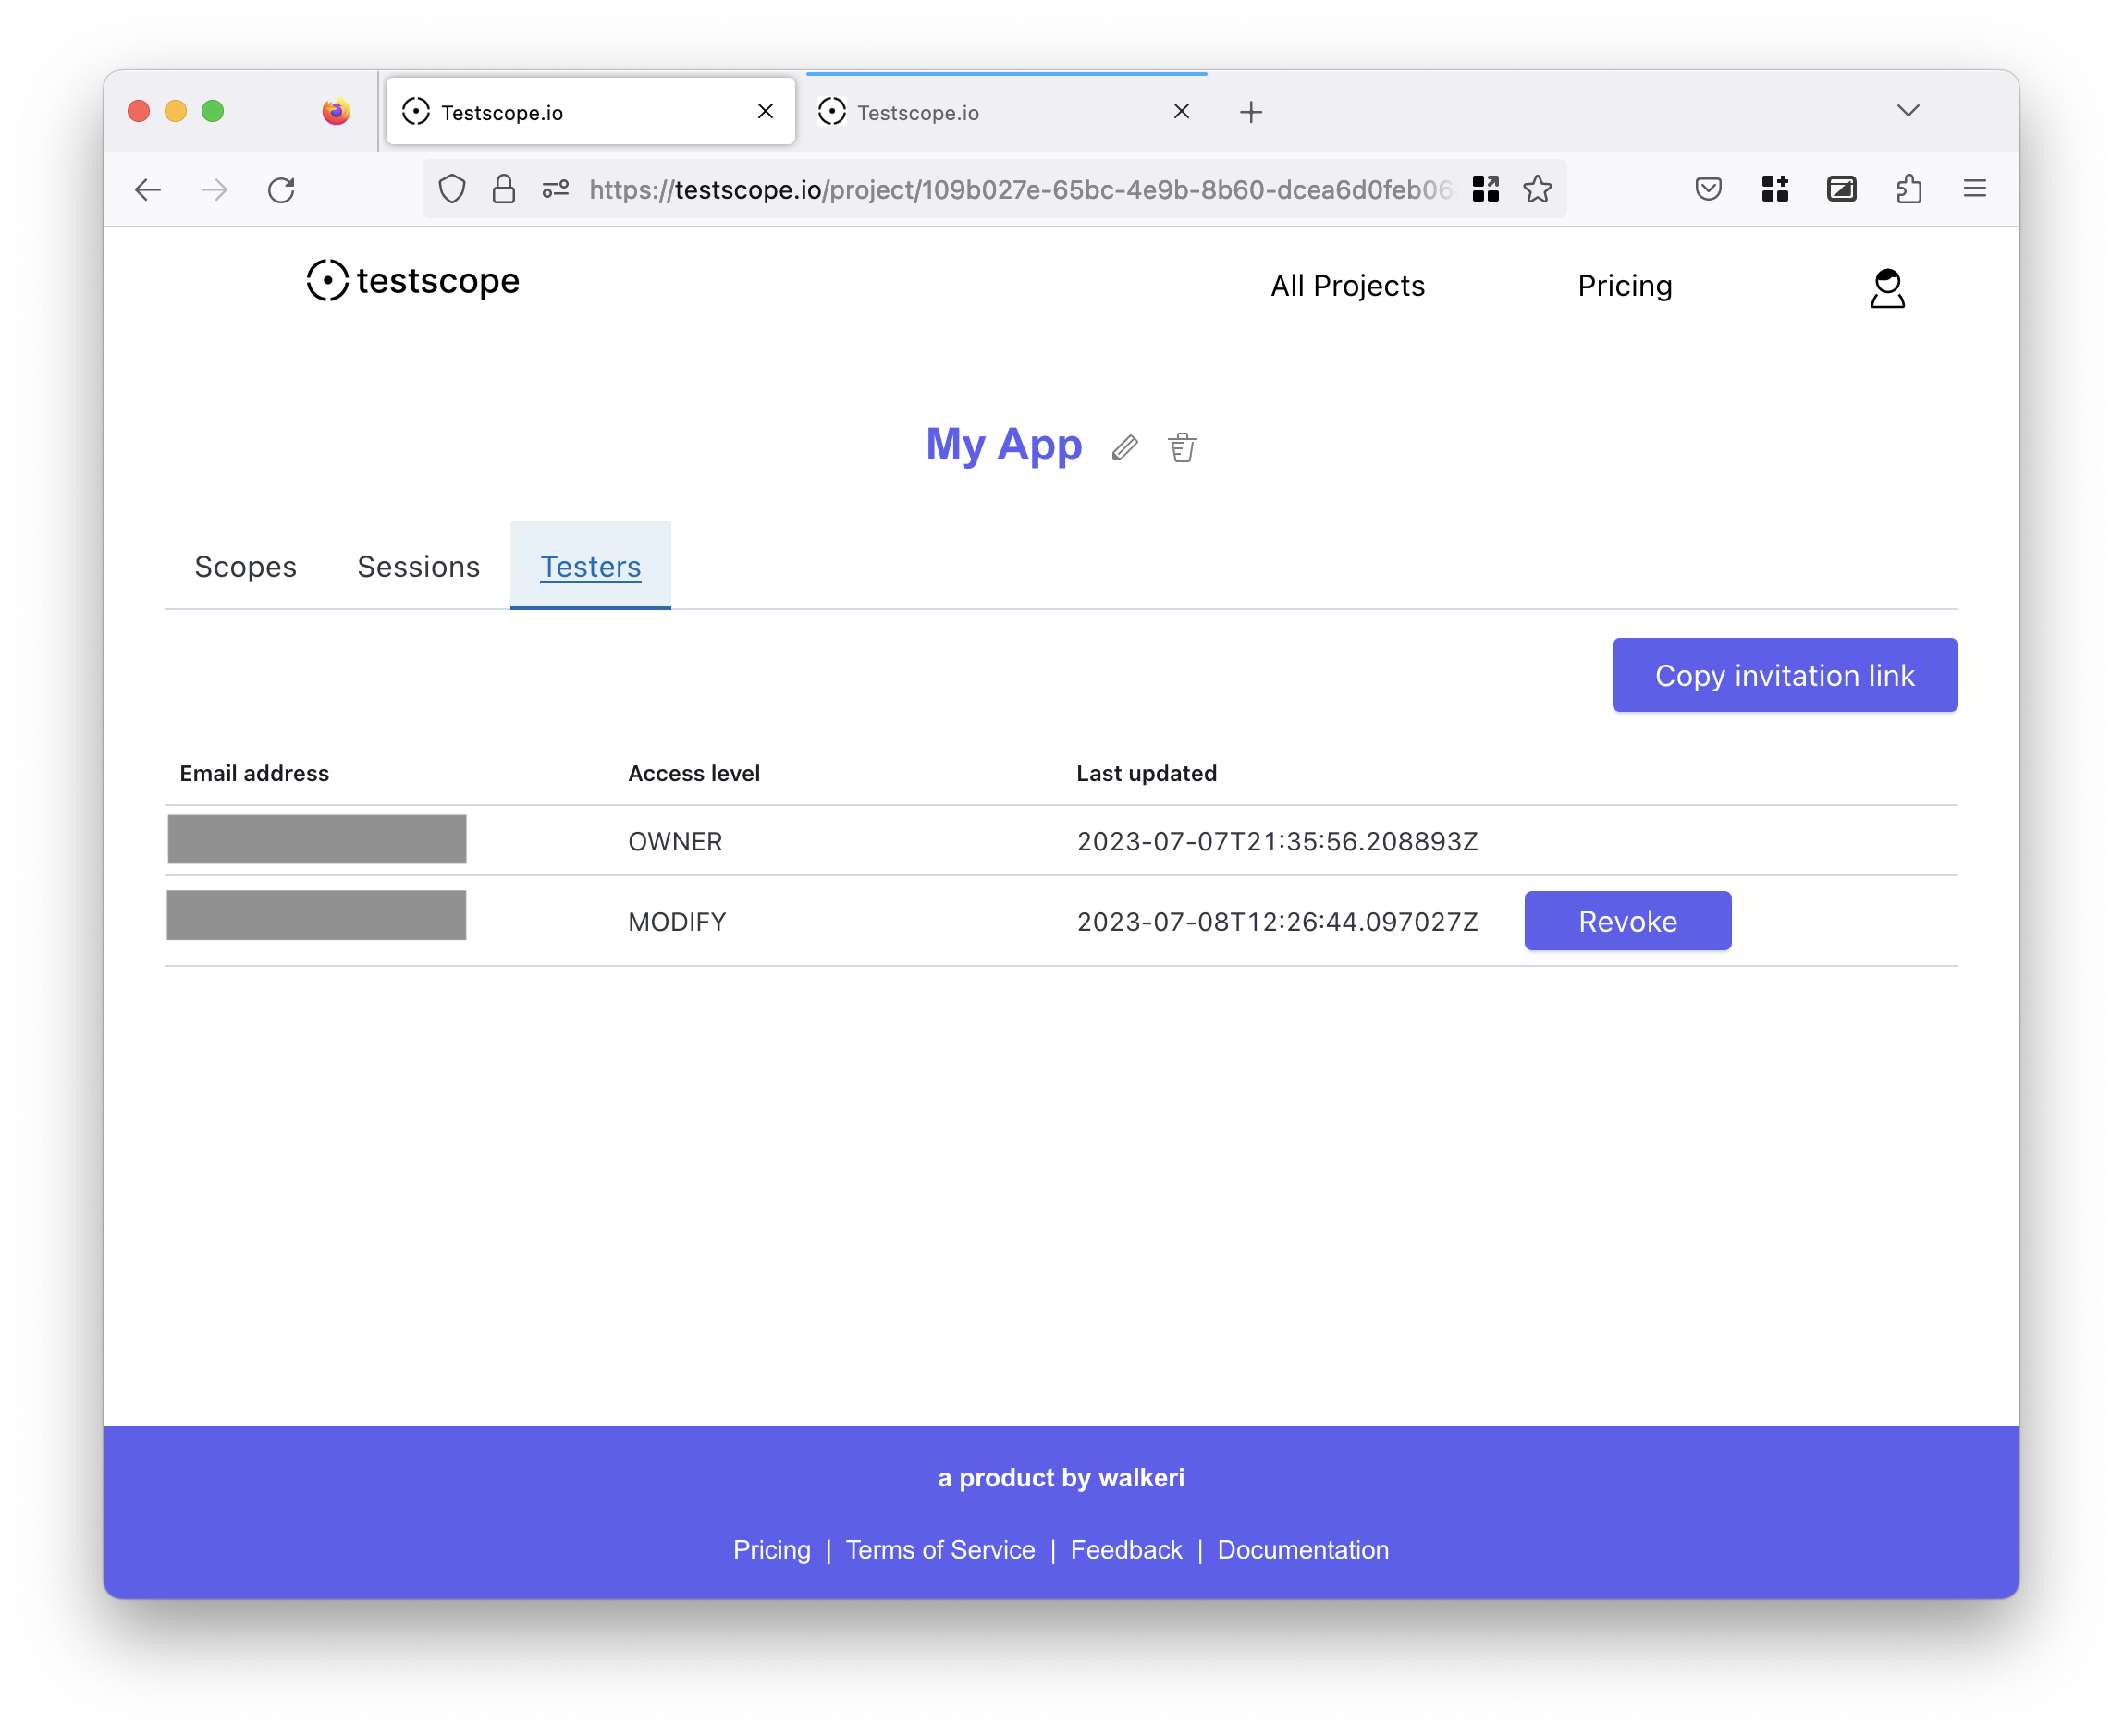 Testscope.io
Testscope.io
https://testscope.io/project/109b027e-65bc-4e9b-8b60-dcea6d0feb06
testscope
All Projects
Pricing
My App
Scopes
Sessions
Testers
Copy invitation link
Email address
Access level
Last updated
OWNER
2023-07-07T21:35:56.208893Z
MODIFY
2023-07-08T12:26:44.097027Z
Revoke
a product by walkeri
Pricing | Terms of Service | Feedback | Documentation